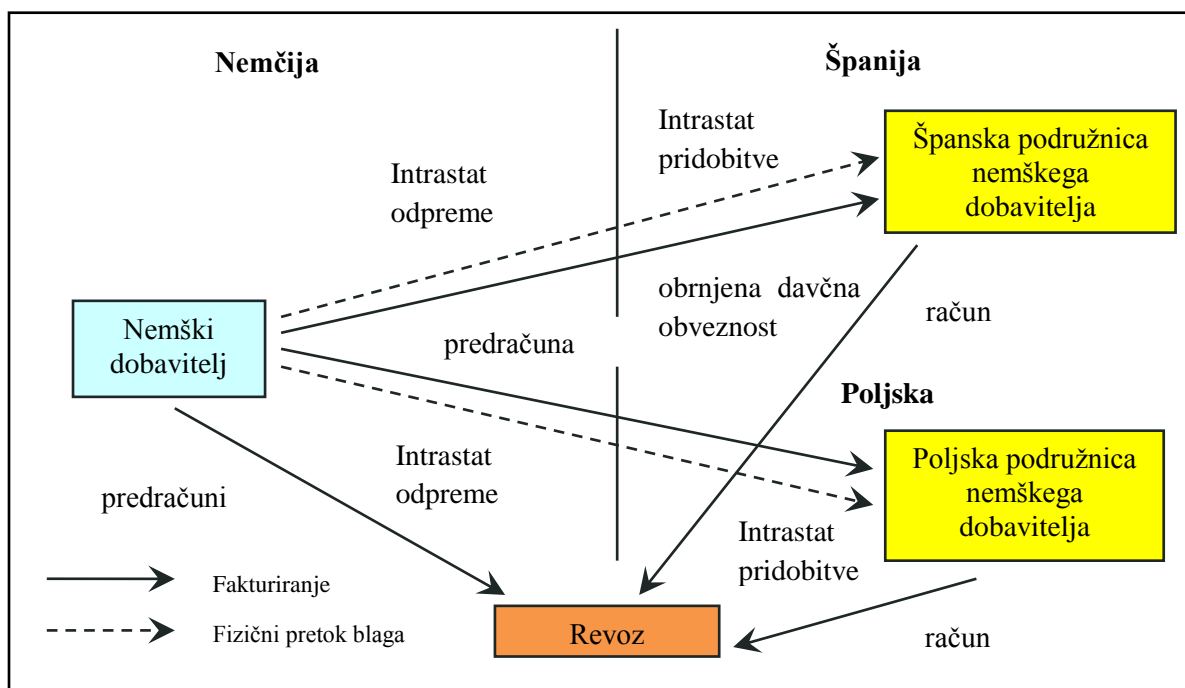 Nemčija
Španija
Intrastat
pridobitve
Španska podružnica
nemškega
dobavitelja
Intrastat
odpreme
obrnjena davčna
obveznost
račun
Nemški
dobavitelj
predračuna
Poljska
Poljska podružnica
nemškega
dobavitelja
Intrastat
odpreme
predračuni
Intrastat
pridobitve
Fakturiranje
Fizični pretok blaga
Revoz
račun